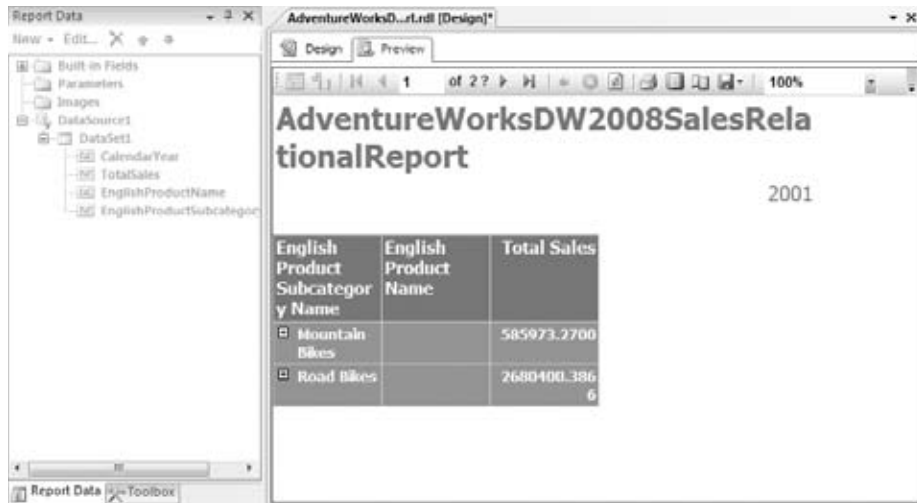 Report Data
New Edit...
Built-in Fields
Parameters
Images
DataSource1
DataSet1
CalendarYear
TotalSales
EnglishProductName
EnglishProductSubcategor
Report Data Toolbox
AdventureWorksD...rt.rdl [Design]*
Design Preview
1 of 2 ? 100%
AdventureWorksDW2008SalesRela
tionalReport
2001
English
Product
Subcategor
y Name
English
Product
Name
Total Sales
Mountain
Bikes
585973.2700
Road Bikes
2680400.386
6